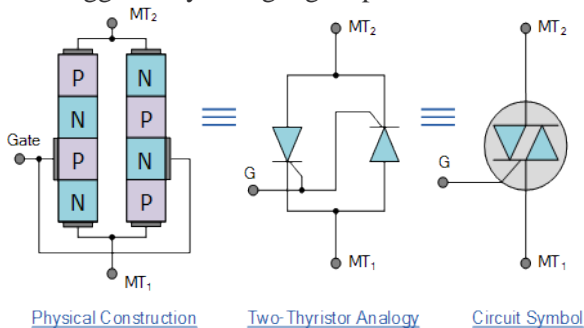 MT2 MT2 MT2
P N
N P
Gate P N G
N P G
MT1 MT1 MT1
Physical Construction Two-Thyristor Analogy Circuit Symbol